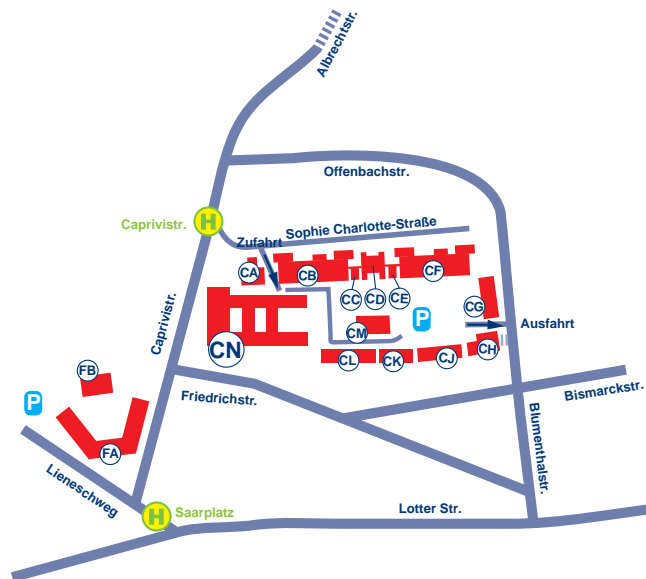 Albrechtstr.
Offenbachstr.
Caprivistr.
H
Sophie Charlotte-Straße
Zufahrt
CA
CB
CF
CC
CD
CE
CG
P
Ausfahrt
CM
CN
CL
CK
CJ
CH
Caprivistr.
FB
P
Friedrichstr.
Bismarckstr.
Blumenthalstr.
FA
Lieneschweg
H
Saarplatz
Lotter Str.